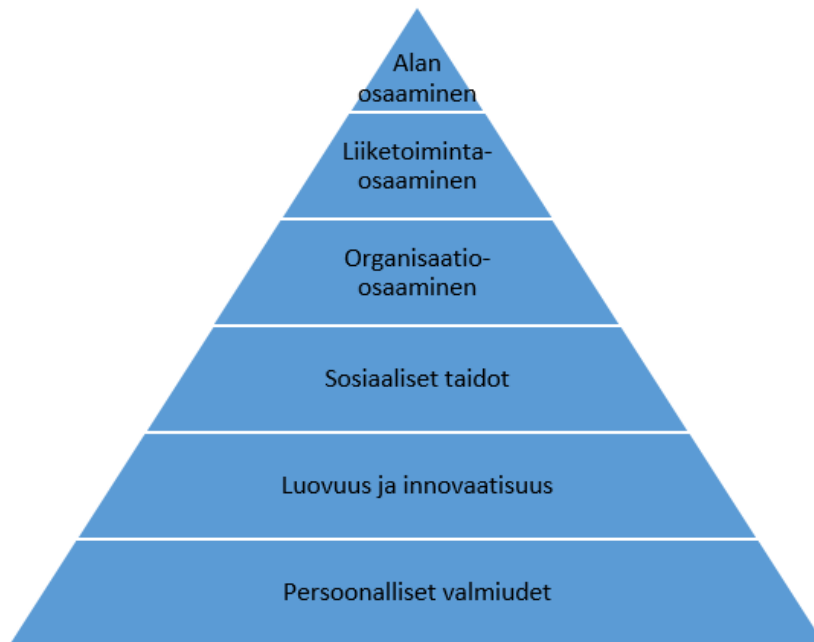 Alan
osaaminen
Liiketoiminta-
osaaminen
Organisaatio-
osaaminen
Sosiaaliset taidot
Luovuus ja innovaatisuus
Persoonalliset valmiudet